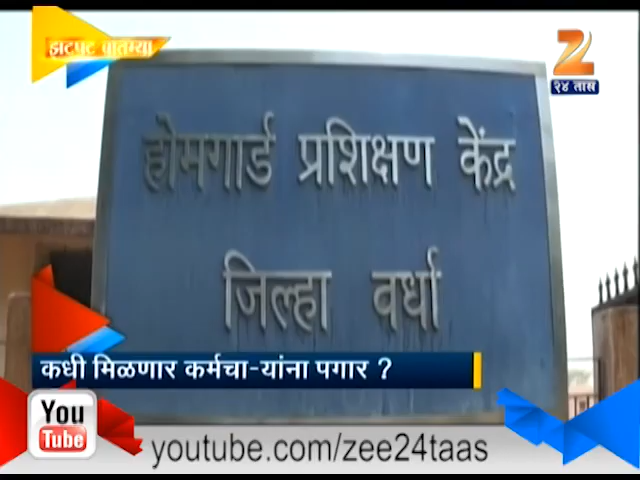 झटपट बातम्या
२४ तास
होमगार्ड प्रशिक्षण केंद्र
जिल्हा वर्धा
कधी मिळणार कर्मचा-यांना पगार ?
You
Tube
youtube.com/zee24taas